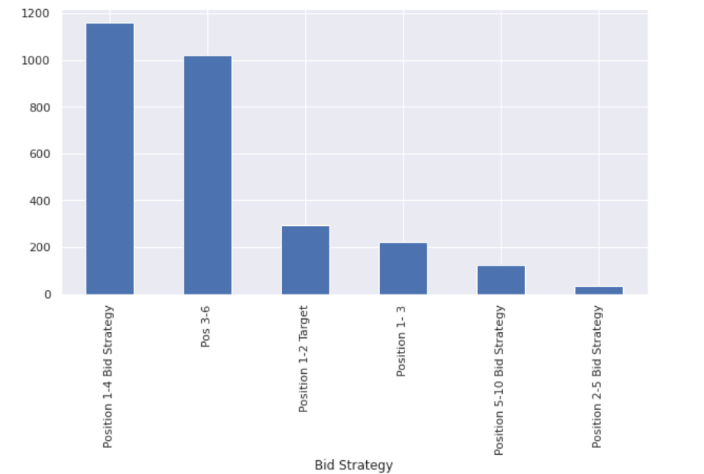 1200
1000
800
600
400
200
0
Position 1-4 Bid Strategy
Pos 3-6
Position 1-2 Target
Position 1- 3
Position 5-10 Bid Strategy
Position 2-5 Bid Strategy
Bid Strategy